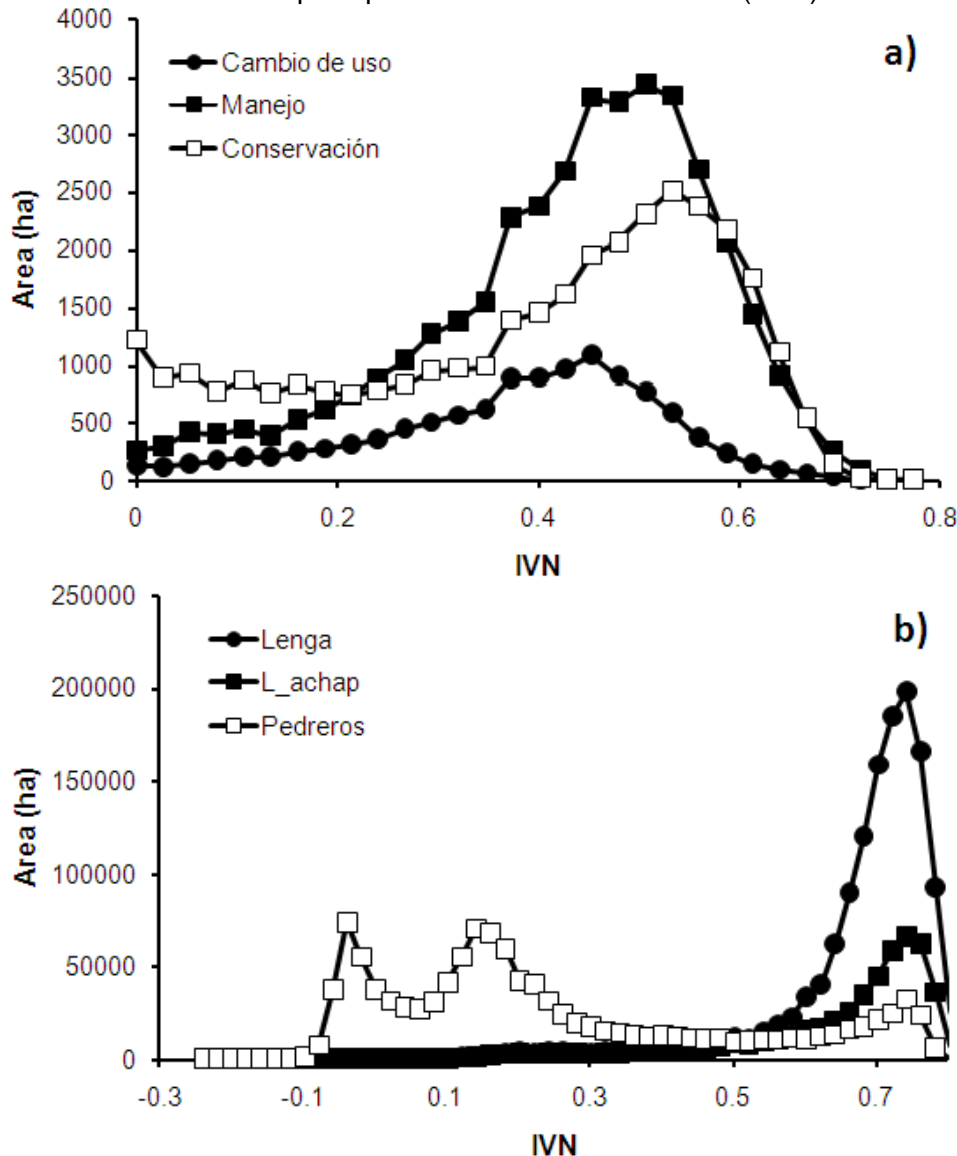 4000
3500
3000
2500
2000
1500
1000
500
0
Area (ha)
Cambio de uso
Manejo
Conservación
a)
0 0.2 0.4 0.6 0.8
IVN
250000
200000
150000
100000
50000
0
Area (ha)
Lenga
L_achap
Pedreros
b)
-0.3 -0.1 0.1 0.3 0.5 0.7
IVN